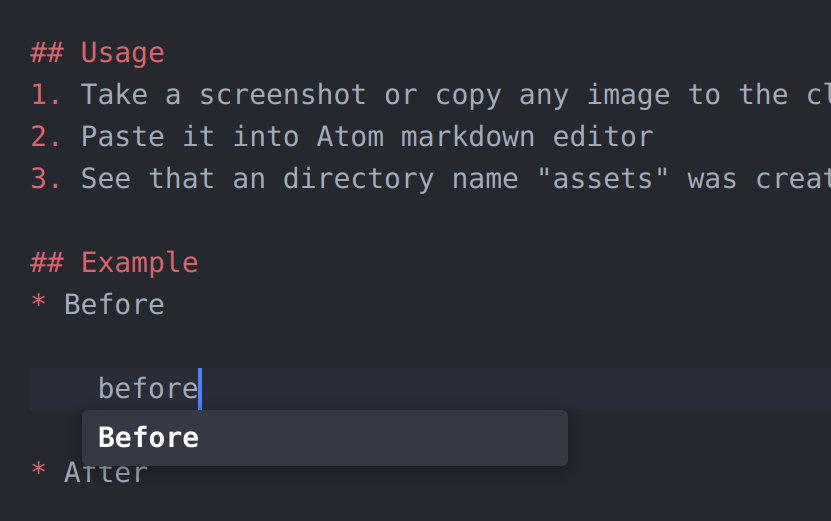 ## Usage
1. Take a screenshot or copy any image to the cl
2. Paste it into Atom markdown editor
3. See that an directory name "assets" was creat
## Example
* Before
before
Before
* After